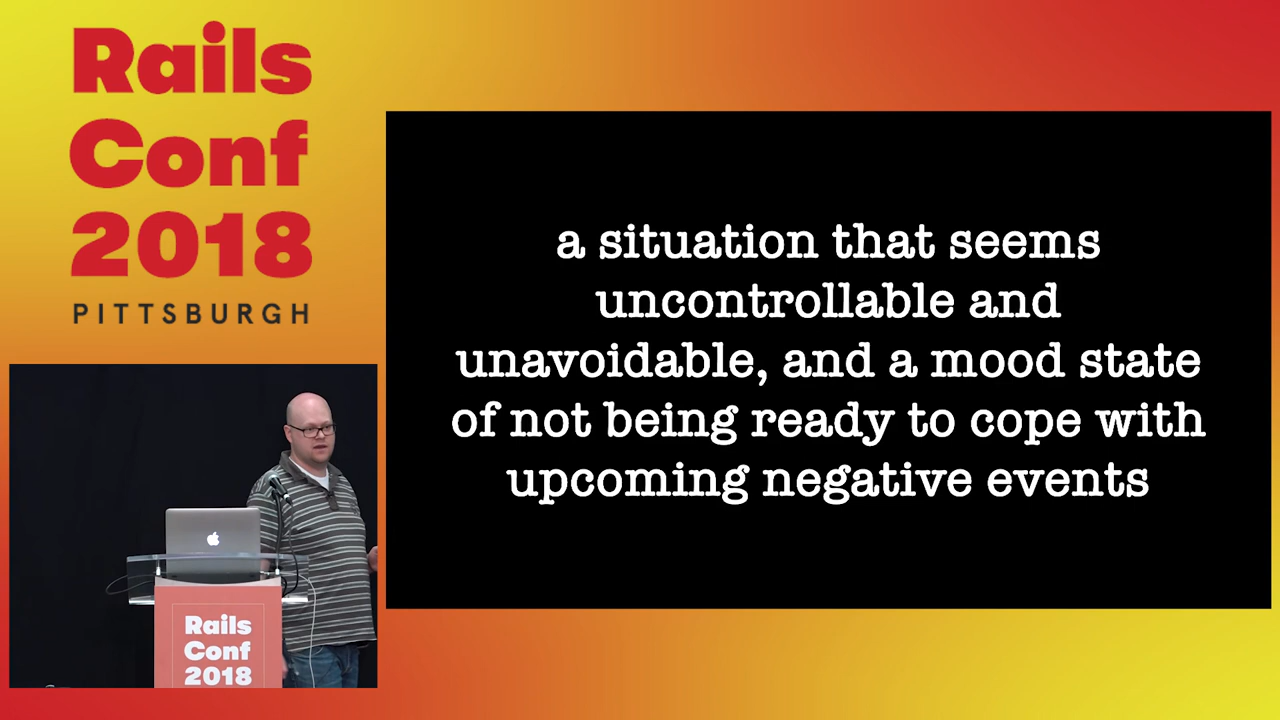 Rails
Conf
2018
PITTSBURGH
a situation that seems
uncontrollable and
unavoidable, and a mood state
of not being ready to cope with
upcoming negative events
Rails
Conf
2018